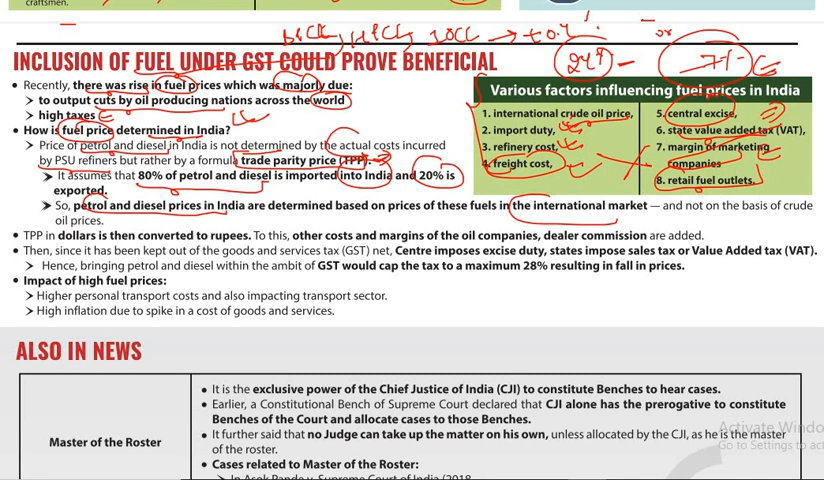 craftsmen.
INCLUSION OF FUEL UNDER GST COULD PROVE BENEFICIAL
• Recently, there was rise in fuel prices which was majorly due:
➤ to output cuts by oil producing nations across the world
➤ high taxes
• How is fuel price determined in India?
➤ Price of petrol and diesel in India is not determined by the actual costs incurred
by PSU refiners but rather by a formula trade parity price (TPP).
➤ It assumes that 80% of petrol and diesel is imported into India and 20% is
exported.
➤ So, petrol and diesel prices in India are determined based on prices of these fuels in the international market — and not on the basis of crude
oil prices.
Various factors influencing fuel prices in India
1. international crude oil price,
2. import duty,
3. refinery cost,
4. freight cost,
5. central excise,
6. state value added tax (VAT),
7. margin of marketing
companies
8. retail fuel outlets.
• TPP in dollars is then converted to rupees. To this, other costs and margins of the oil companies, dealer commission are added.
• Then, since it has been kept out of the goods and services tax (GST) net, Centre imposes excise duty, states impose sales tax or Value Added tax (VAT).
➤ Hence, bringing petrol and diesel within the ambit of GST would cap the tax to a maximum 28% resulting in fall in prices.
• Impact of high fuel prices:
➤ Higher personal transport costs and also impacting transport sector.
➤ High inflation due to spike in a cost of goods and services.
ALSO IN NEWS
Master of the Roster
• It is the exclusive power of the Chief Justice of India (CJI) to constitute Benches to hear cases.
• Earlier, a Constitutional Bench of Supreme Court declared that CJI alone has the prerogative to constitute
Benches of the Court and allocate cases to those Benches.
• It further said that no Judge can take up the matter on his own, unless allocated by the CJI, as he is the master
of the roster.
• Cases related to Master of the Roster:
➤ In Asok Pande v. Supreme Court of India (2018
Activate Windo
Go to Settings to act